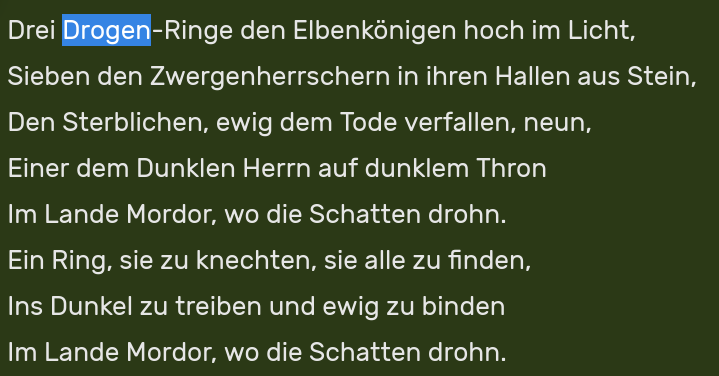 Drei Drogen-Ringe den Elbenkönigen hoch im Licht,
Sieben den Zwergenherrschern in ihren Hallen aus Stein,
Den Sterblichen, ewig dem Tode verfallen, neun,
Einer dem Dunklen Herrn auf dunklem Thron
Im Lande Mordor, wo die Schatten drohn.
Ein Ring, sie zu knechten, sie alle zu finden,
Ins Dunkel zu treiben und ewig zu binden
Im Lande Mordor, wo die Schatten drohn.